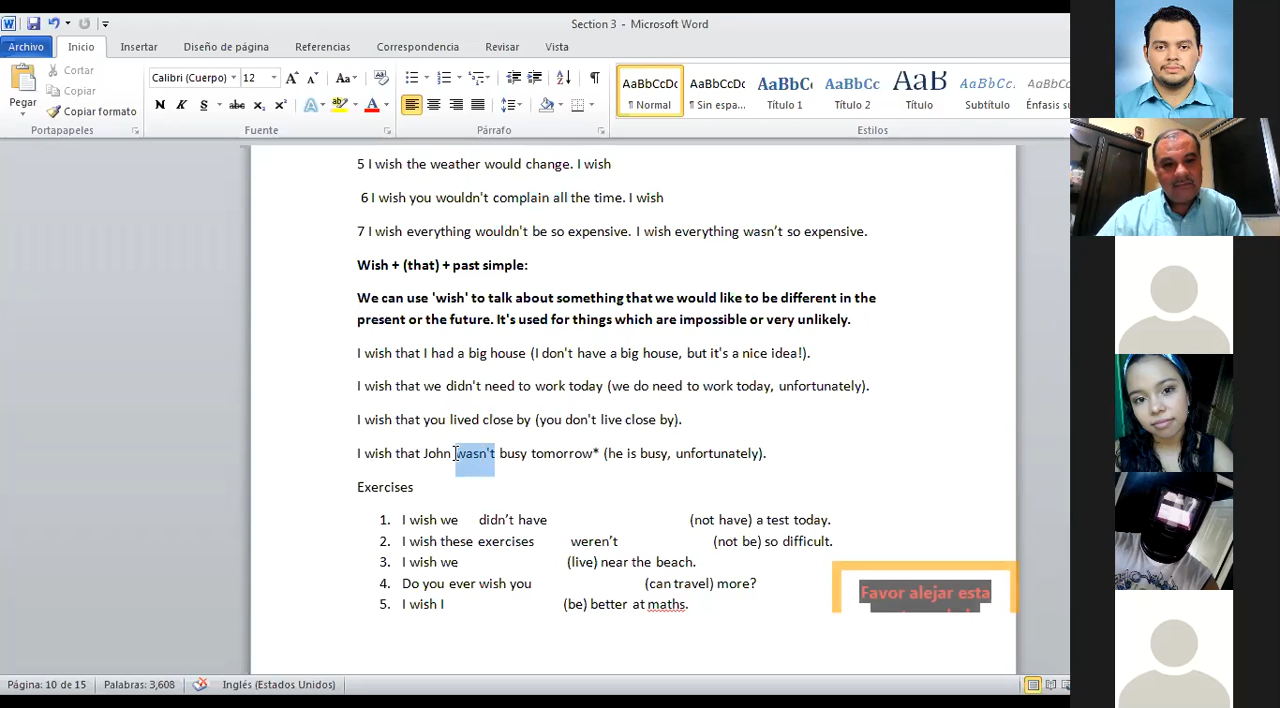 Section 3 - Microsoft Word
Archivo Inicio Insertar Diseño de página Referencias Correspondencia Revisar Vista
Pegar
Cortar
Copiar
Copiar formato
Portapapeles
Calibri (Cuerpo) 12
Fuente
Párrafo
AaBbCcDc AaBbCcDc AaBbC AaBbCc AaB AaBbCc AaBbCc
¶ Normal ¶ Sin espa... Título 1 Título 2 Título Subtítulo Énfasis su
Estilos
5 I wish the weather would change. I wish
6 I wish you wouldn't complain all the time. I wish
7 I wish everything wouldn't be so expensive. I wish everything wasn’t so expensive.
Wish + (that) + past simple:
We can use 'wish' to talk about something that we would like to be different in the
present or the future. It's used for things which are impossible or very unlikely.
I wish that I had a big house (I don't have a big house, but it's a nice idea!).
I wish that we didn't need to work today (we do need to work today, unfortunately).
I wish that you lived close by (you don't live close by).
I wish that John wasn't busy tomorrow* (he is busy, unfortunately).
Exercises
1. I wish we didn’t have (not have) a test today.
2. I wish these exercises weren’t (not be) so difficult.
3. I wish we (live) near the beach.
4. Do you ever wish you (can travel) more?
5. I wish I (be) better at maths.
Favor alejar esta
Página: 10 de 15 Palabras: 3,608 Inglés (Estados Unidos)